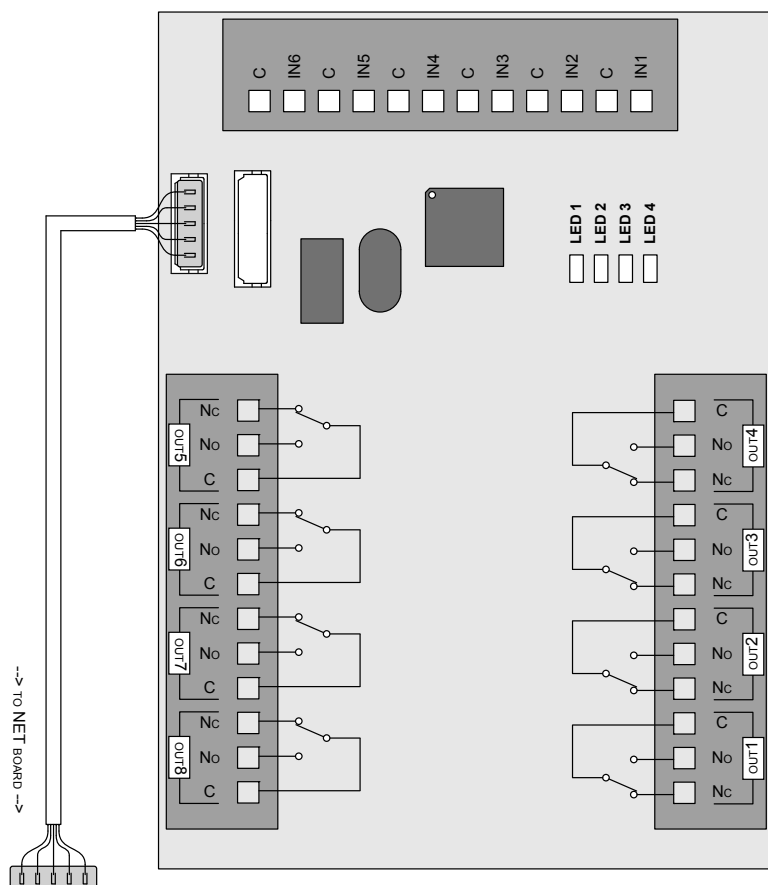 C IN6 C IN5 C IN4 C IN3 C IN2 C IN1
LED 1
LED 2
LED 3
LED 4
NC
NO
C
OUT5
NC
NO
C
OUT6
NC
NO
C
OUT7
NC
NO
C
OUT8
C
NO
NC
OUT4
C
NO
NC
OUT3
C
NO
NC
OUT2
C
NO
NC
OUT1
--> TO NET BOARD -->